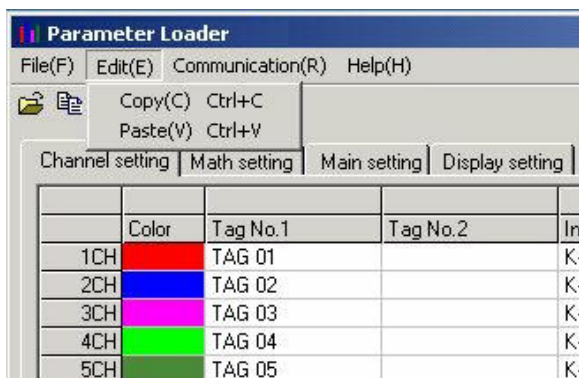 Parameter Loader
File(F) Edit(E) Communication(R) Help(H)
Copy(C) Ctrl+C
Paste(V) Ctrl+V
Channel setting Math setting Main setting Display setting
Color Tag No.1 Tag No.2
1CH TAG 01
2CH TAG 02
3CH TAG 03
4CH TAG 04
5CH TAG 05